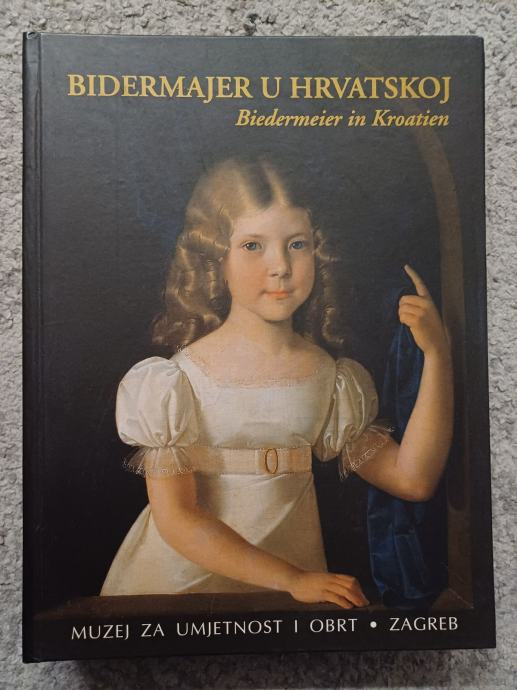 BIDERMAJER U HRVATSKOJ
Biedermeier in Kroatien
MUZEJ ZA UMJETNOST I OBRT • ZAGREB